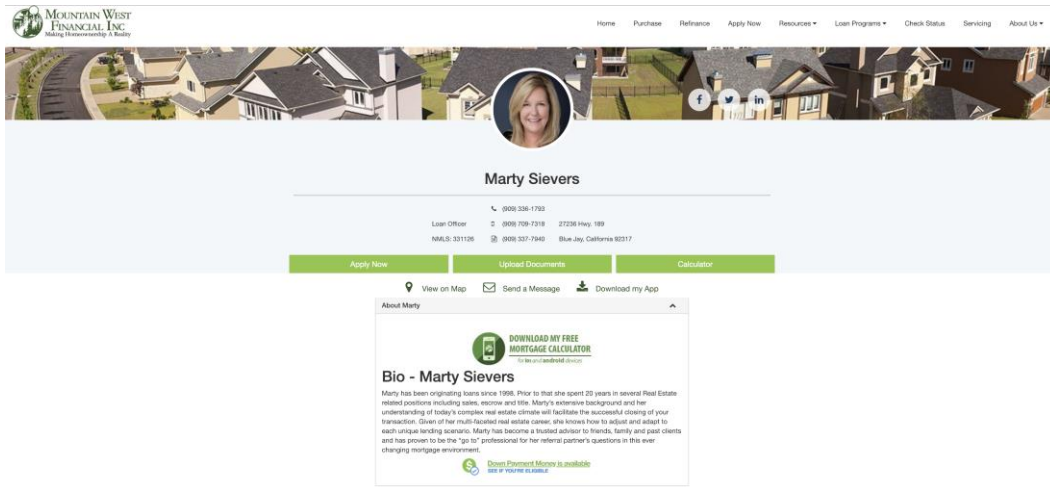 MOUNTAIN WEST
FINANCIAL INC
Making Homeownership A Reality
Home Purchase Refinance Apply Now Resources Loan Programs Check Status Servicing About Us
Marty Sievers
(909) 336-1793
Loan Officer (909) 709-7318 27236 Hwy, 189
NMLS: 331126 (909) 337-7940 Blue Jay, California 92317
Apply Now Upload Documents Calculator
View on Map Send a Message Download my App
About Marty
DOWNLOAD MY FREE
MORTGAGE CALCULATOR
for ios and android devices
Bio - Marty Sievers
Marty has been originating loans since 1998. Prior to that she spent 20 years in several Real Estate
related positions including sales, escrow and title. Marty's extensive background and her
understanding of today's complex real estate climate will facilitate the successful closing of your
transaction. Given of her multi-faceted real estate career, she knows how to adjust and adapt to
each unique lending scenario. Marty has become a trusted advisor to friends, family and past clients
and has proven to be the "go to" professional for her referral partner's questions in this ever
changing mortgage environment.
Down Payment Money is available
SEE IF YOU'RE ELIGIBLE